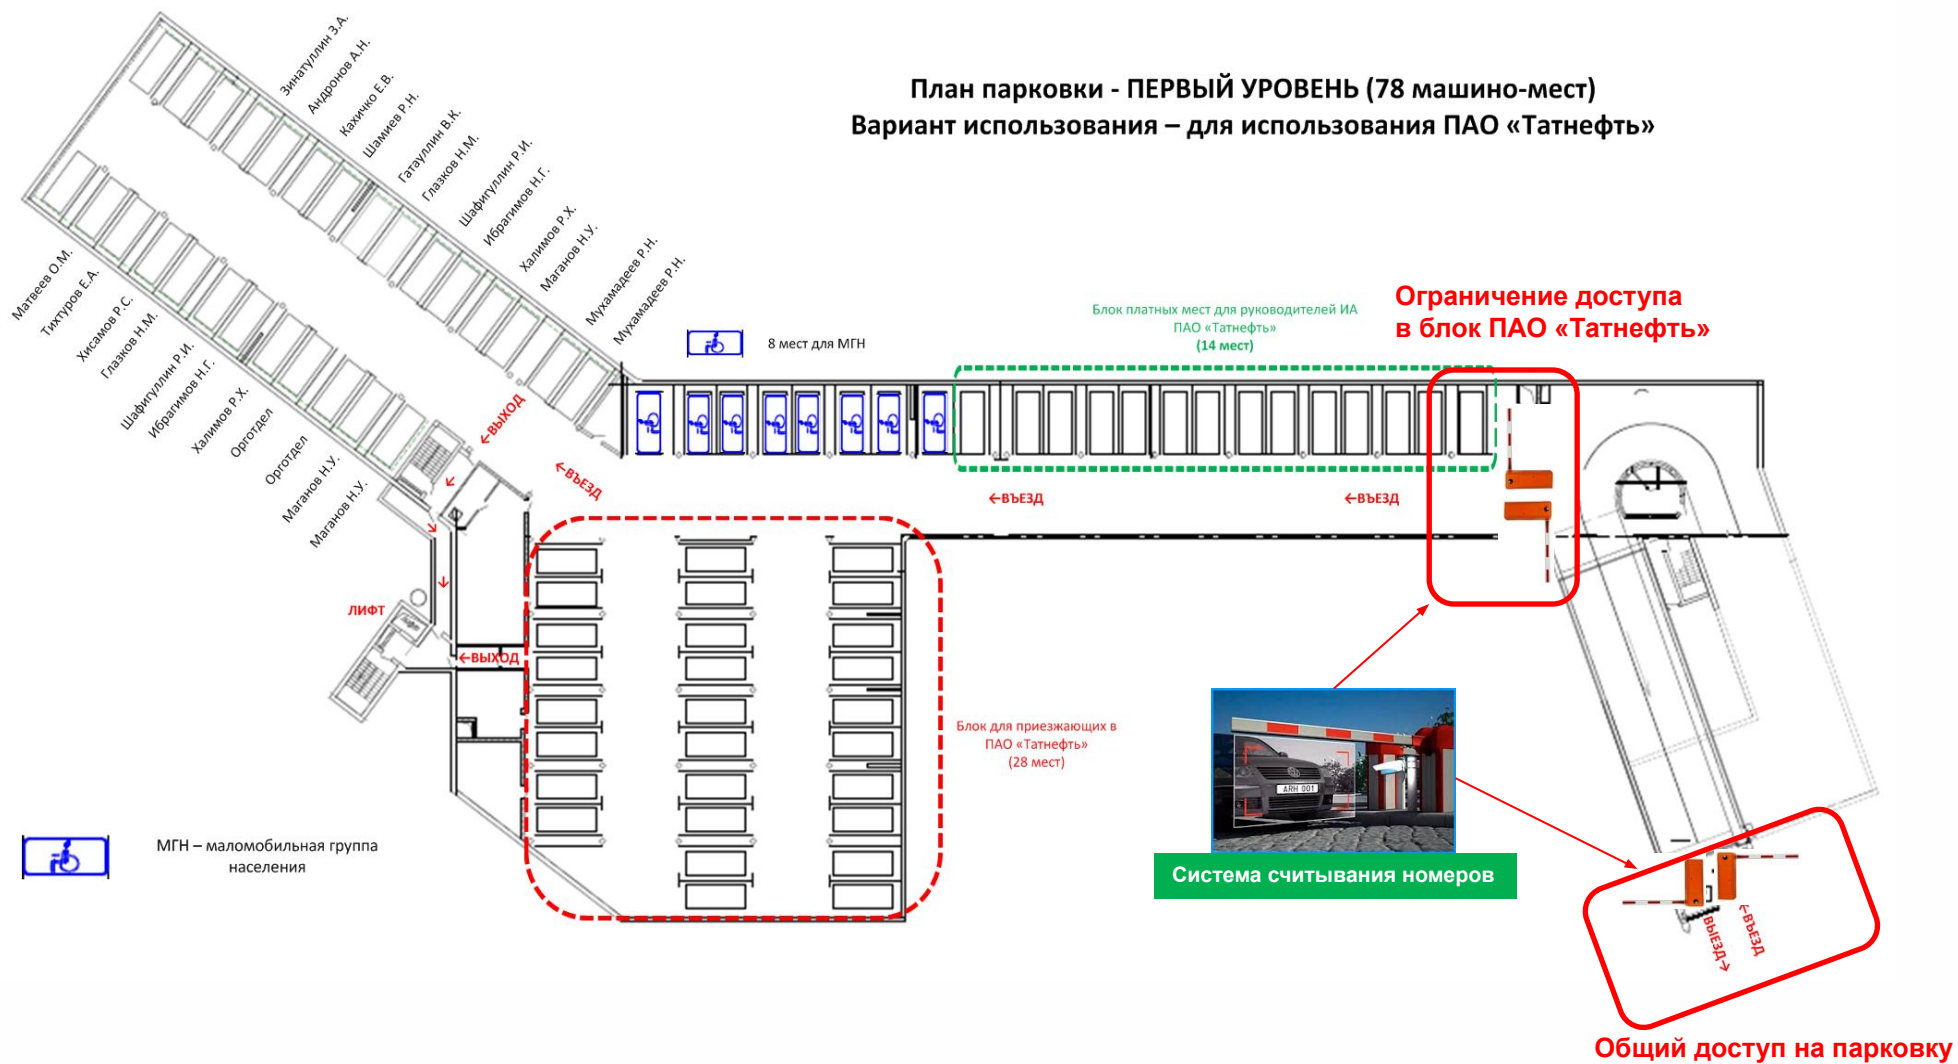 План парковки - ПЕРВЫЙ УРОВЕНЬ (78 машино-мест)
Вариант использования – для использования ПАО «Татнефть»
Зинатуллин З.А.
Андронов А.Н.
Кахичко Е.В.
Шамиев Р.Н.
Гатауллин В.К.
Глазков Н.М.
Шафигуллин Р.И.
Ибрагимов Н.Г.
Халимов Р.Х.
Маганов Н.У.
Мухамадеев Р.Н.
Мухамадеев Р.Н.
Матвеев О.М.
Тихтуров Е.А.
Хисамов Р.С.
Глазков Н.М.
Шафигуллин Р.И.
Ибрагимов Н.Г.
Халимов Р.Х.
Орготдел
Орготдел
Маганов Н.У.
Маганов Н.У.
8 мест для МГН
Блок платных мест для руководителей ИА
ПАО «Татнефть»
(14 мест)
Ограничение доступа
в блок ПАО «Татнефть»
←ВЫХОД
←ВЪЕЗД
←ВЪЕЗД
←ВЪЕЗД
ЛИФТ
Лифт
←ВЫХОД
Блок для приезжающих в
ПАО «Татнефть»
(28 мест)
ARH 001
Система считывания номеров
МГН – маломобильная группа
населения
ВЫЕЗД→
←ВЪЕЗД
Общий доступ на парковку